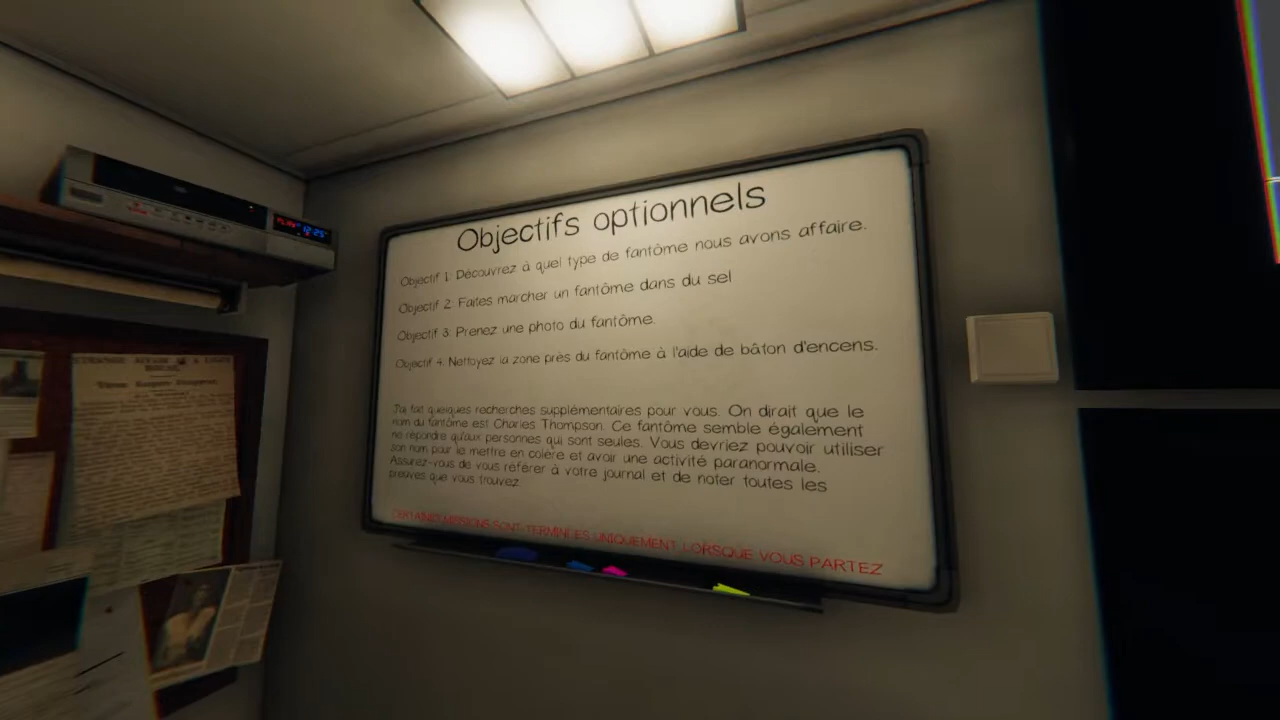 Objectifs optionnels
Objectif 1: Découvrez à quel type de fantôme nous avons affaire.
Objectif 2: Faites marcher un fantôme dans du sel
Objectif 3: Prenez une photo du fantôme.
Objectif 4: Nettoyez la zone près du fantôme à l'aide de bâton d'encens.
J'ai fait quelques recherches supplémentaires pour vous. On dirait que le
nom du fantôme est Charles Thompson. Ce fantôme semble également
ne répondre qu'aux personnes qui sont seules. Vous devriez pouvoir utiliser
son nom pour le mettre en colère et avoir une activité paranormale.
Assurez-vous de vous référer à votre journal et de noter toutes les
preuves que vous trouvez
CERTAINES MISSIONS SONT TERMINÉES UNIQUEMENT LORSQUE VOUS PARTEZ